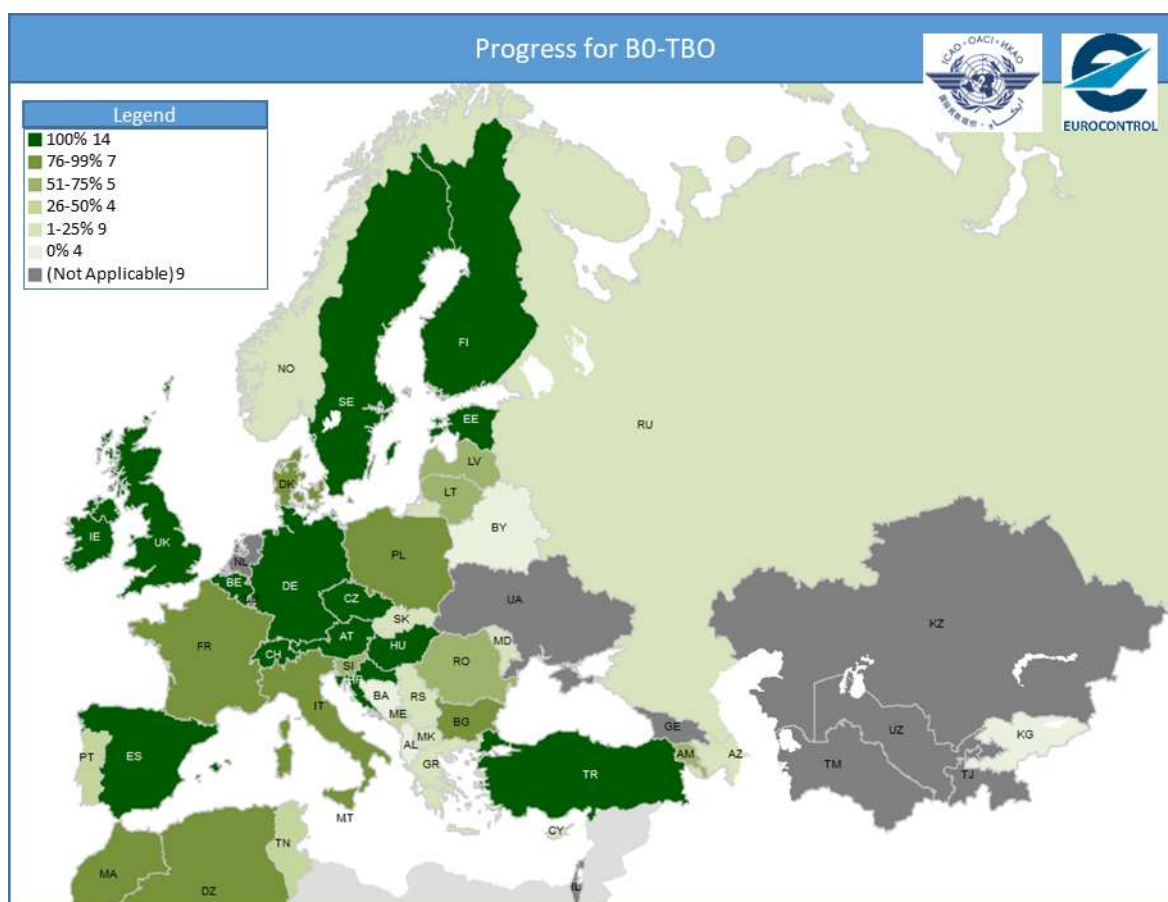 Progress for B0-TBO
ICAO · OACI · ИКАО
EUROCONTROL
Legend
100% 14
76-99% 7
51-75% 5
26-50% 4
1-25% 9
0% 4
(Not Applicable) 9
NO
SE
FI
RU
EE
LV
LT
DK
BY
IE
UK
NL
BE
DE
PL
UA
KZ
CZ
SK
FR
AT
HU
MD
CH
SI
HR
RO
IT
BA
RS
ME
BG
GE
UZ
KG
PT
ES
MK
AL
GR
TR
AM
AZ
TM
TJ
MT
CY
TN
MA
DZ
IL